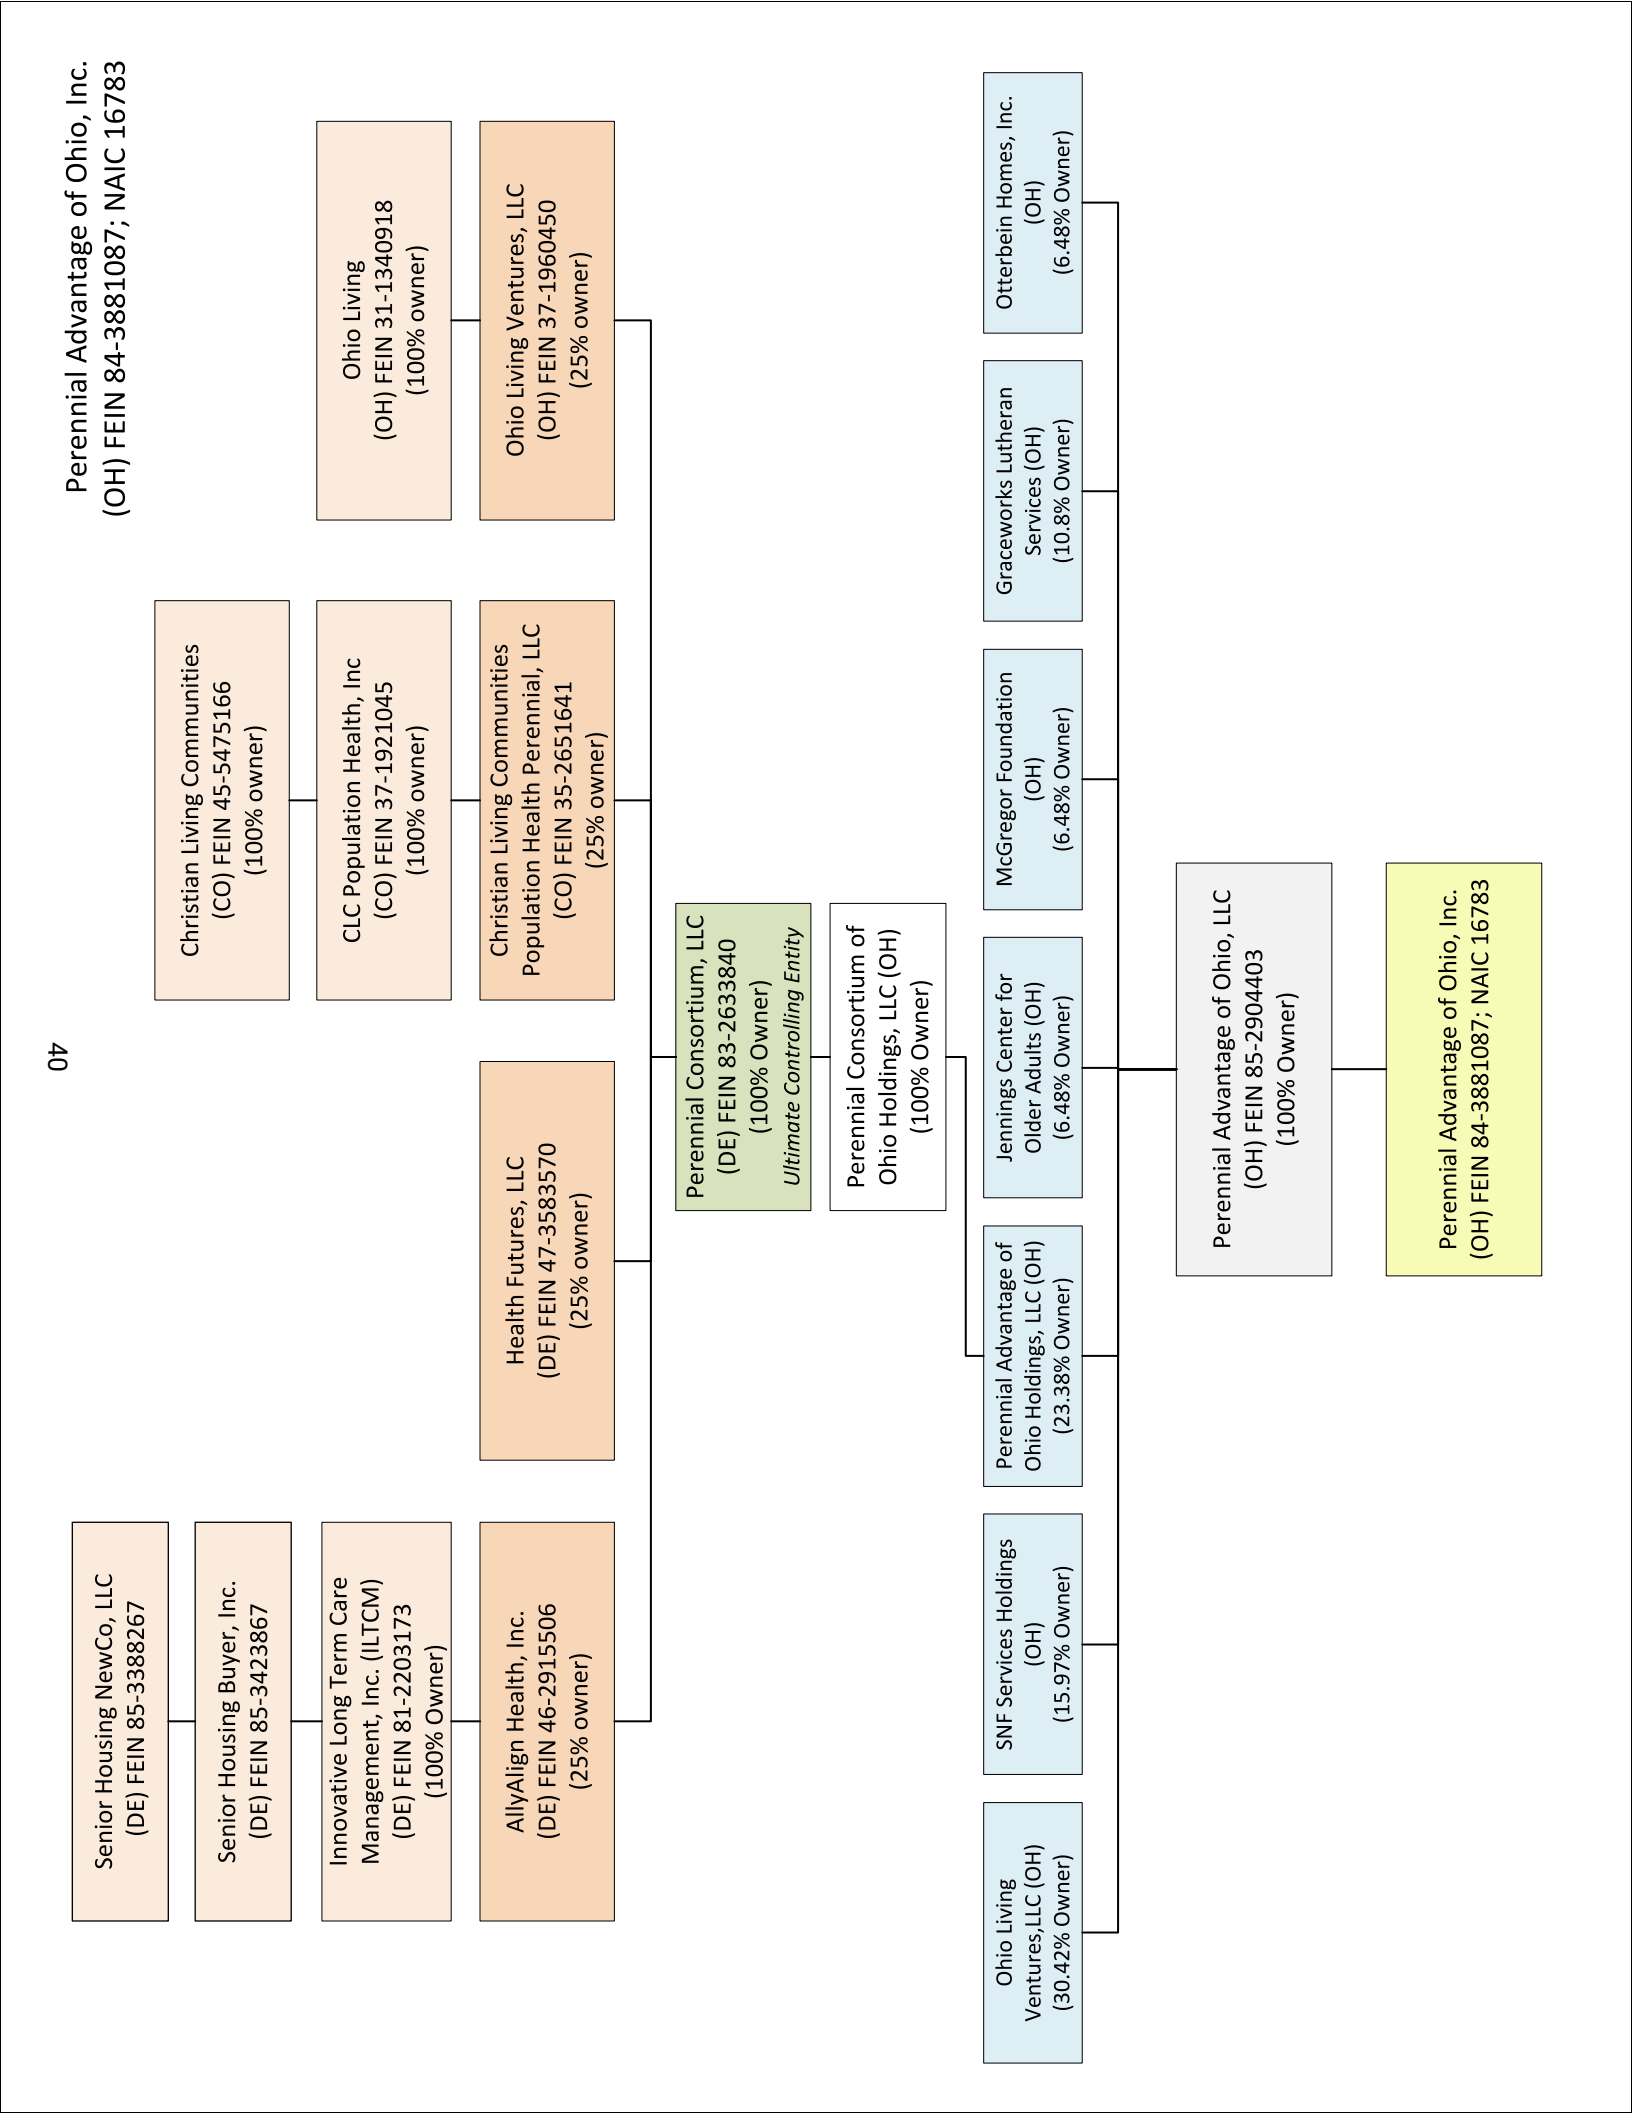 Perennial Advantage of Ohio, Inc.
(OH) FEIN 84-3881087; NAIC 16783
Senior Housing NewCo, LLC
(DE) FEIN 85-3388267
Senior Housing Buyer, Inc.
(DE) FEIN 85-3423867
Innovative Long Term Care
Management, Inc. (ILTCM)
(DE) FEIN 81-2203173
(100% Owner)
AllyAlign Health, Inc.
(DE) FEIN 46-2915506
(25% owner)
Health Futures, LLC
(DE) FEIN 47-3583570
(25% owner)
Christian Living Communities
(CO) FEIN 45-5475166
(100% owner)
CLC Population Health, Inc
(CO) FEIN 37-1921045
(100% owner)
Christian Living Communities
Population Health Perennial, LLC
(CO) FEIN 35-2651641
(25% owner)
Ohio Living
(OH) FEIN 31-1340918
(100% owner)
Ohio Living Ventures, LLC
(OH) FEIN 37-1960450
(25% owner)
Perennial Consortium, LLC
(DE) FEIN 83-2633840
(100% Owner)
Ultimate Controlling Entity
Perennial Consortium of
Ohio Holdings, LLC (OH)
(100% Owner)
Ohio Living
Ventures,LLC (OH)
(30.42% Owner)
SNF Services Holdings
(OH)
(15.97% Owner)
Perennial Advantage of
Ohio Holdings, LLC (OH)
(23.38% Owner)
Jennings Center for
Older Adults (OH)
(6.48% Owner)
McGregor Foundation
(OH)
(6.48% Owner)
Graceworks Lutheran
Services (OH)
(10.8% Owner)
Otterbein Homes, Inc.
(OH)
(6.48% Owner)
Perennial Advantage of Ohio, LLC
(OH) FEIN 85-2904403
(100% Owner)
Perennial Advantage of Ohio, Inc.
(OH) FEIN 84-3881087; NAIC 16783
40